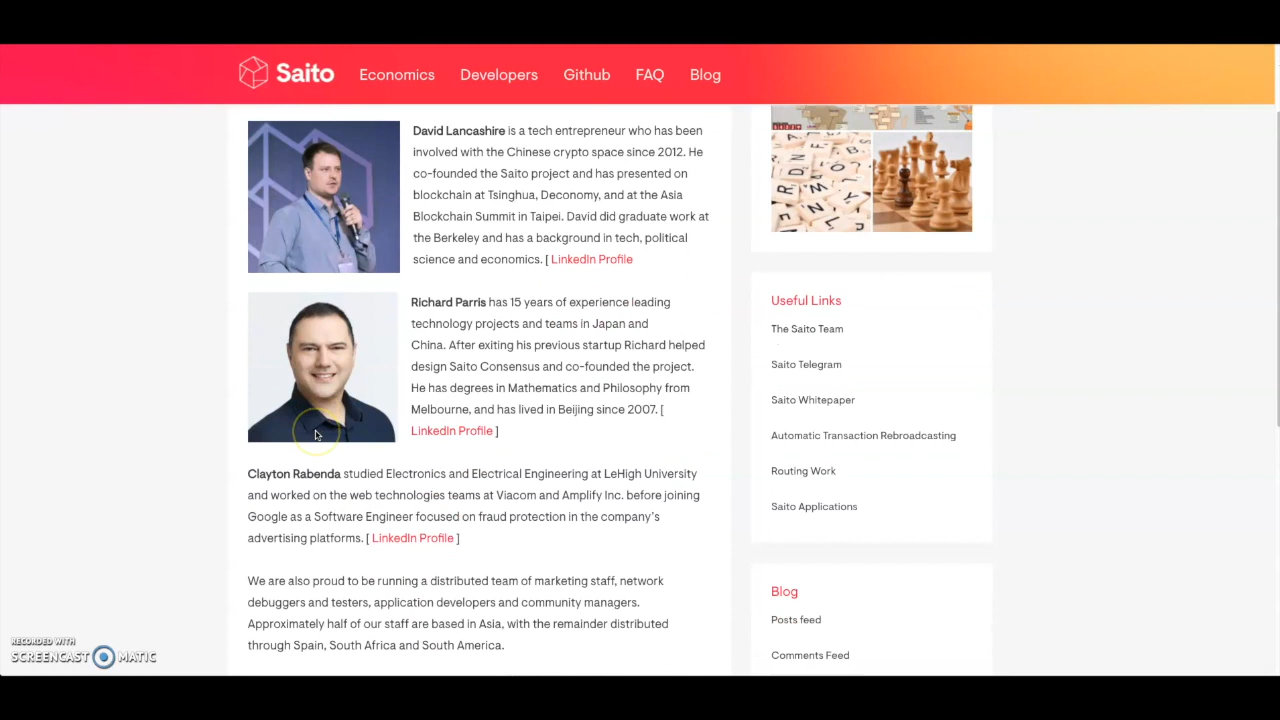 Saito
Economics
Developers
Github
FAQ
Blog
David Lancashire is a tech entrepreneur who has been
involved with the Chinese crypto space since 2012. He
co-founded the Saito project and has presented on
blockchain at Tsinghua, Deconomy, and at the Asia
Blockchain Summit in Taipei. David did graduate work at
the Berkeley and has a background in tech, political
science and economics. [ LinkedIn Profile
Richard Parris has 15 years of experience leading
technology projects and teams in Japan and
China. After exiting his previous startup Richard helped
design Saito Consensus and co-founded the project.
He has degrees in Mathematics and Philosophy from
Melbourne, and has lived in Beijing since 2007. [
LinkedIn Profile ]
Clayton Rabenda studied Electronics and Electrical Engineering at LeHigh University
and worked on the web technologies teams at Viacom and Amplify Inc. before joining
Google as a Software Engineer focused on fraud protection in the company's
advertising platforms. [ LinkedIn Profile ]
We are also proud to be running a distributed team of marketing staff, network
debuggers and testers, application developers and community managers.
Approximately half of our staff are based in Asia, with the remainder distributed
through Spain, South Africa and South America.
Useful Links
The Saito Team
Saito Telegram
Saito Whitepaper
Automatic Transaction Rebroadcasting
Routing Work
Saito Applications
Blog
Posts feed
Comments Feed
RECORDED WITH
SCREENCAST MATIC